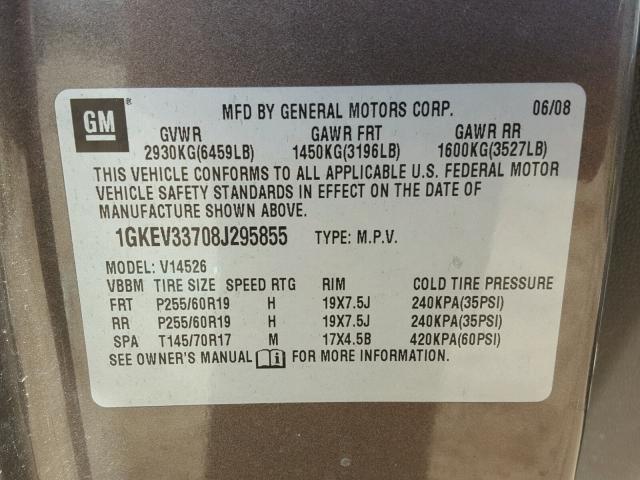 GM ®
MFD BY GENERAL MOTORS CORP. 06/08
GVWR GAWR FRT GAWR RR
2930KG(6459LB) 1450KG(3196LB) 1600KG(3527LB)
THIS VEHICLE CONFORMS TO ALL APPLICABLE U.S. FEDERAL MOTOR
VEHICLE SAFETY STANDARDS IN EFFECT ON THE DATE OF
MANUFACTURE SHOWN ABOVE.
1GKEV33708J295855 TYPE: M.P.V.
MODEL: V14526
VBBM TIRE SIZE SPEED RTG RIM COLD TIRE PRESSURE
FRT P255/60R19 H 19X7.5J 240KPA(35PSI)
RR P255/60R19 H 19X7.5J 240KPA(35PSI)
SPA T145/70R17 M 17X4.5B 420KPA(60PSI)
SEE OWNER'S MANUAL FOR MORE INFORMATION.